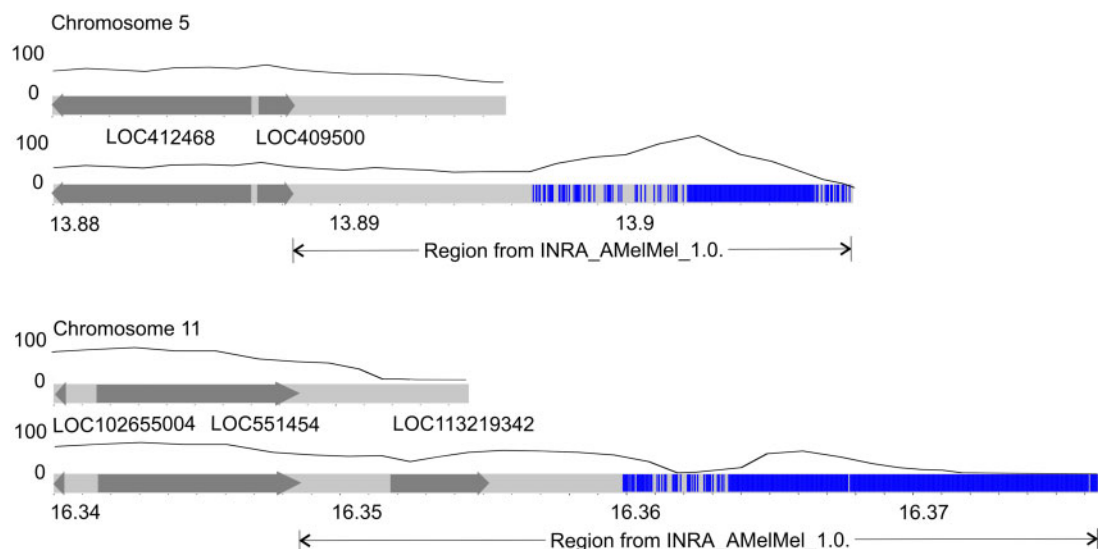 Chromosome 5
100
0
LOC412468 LOC409500
100
0
13.88 13.89 13.9
Region from INRA_AMelMel_1.0.
Chromosome 11
100
0
LOC102655004 LOC551454 LOC113219342
100
0
16.34 16.35 16.36 16.37
Region from INRA_AMelMel_1.0.